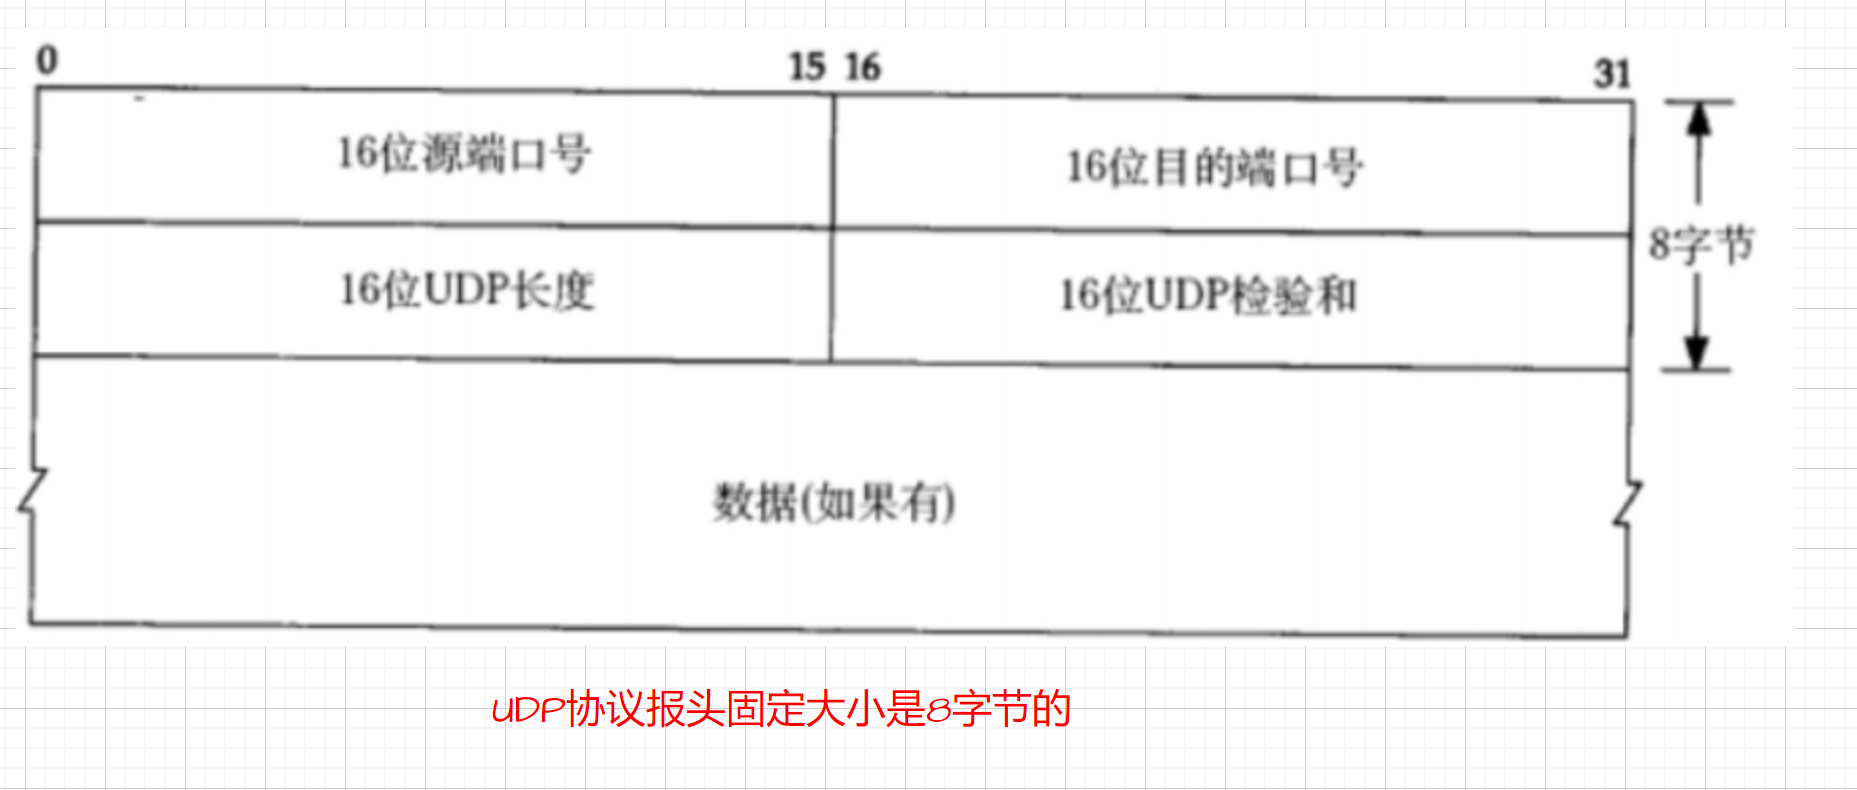 0 15 16 31
16位源端口号 16位目的端口号
8字节
16位UDP长度 16位UDP检验和
数据(如果有)
UDP协议报头固定大小是8字节的